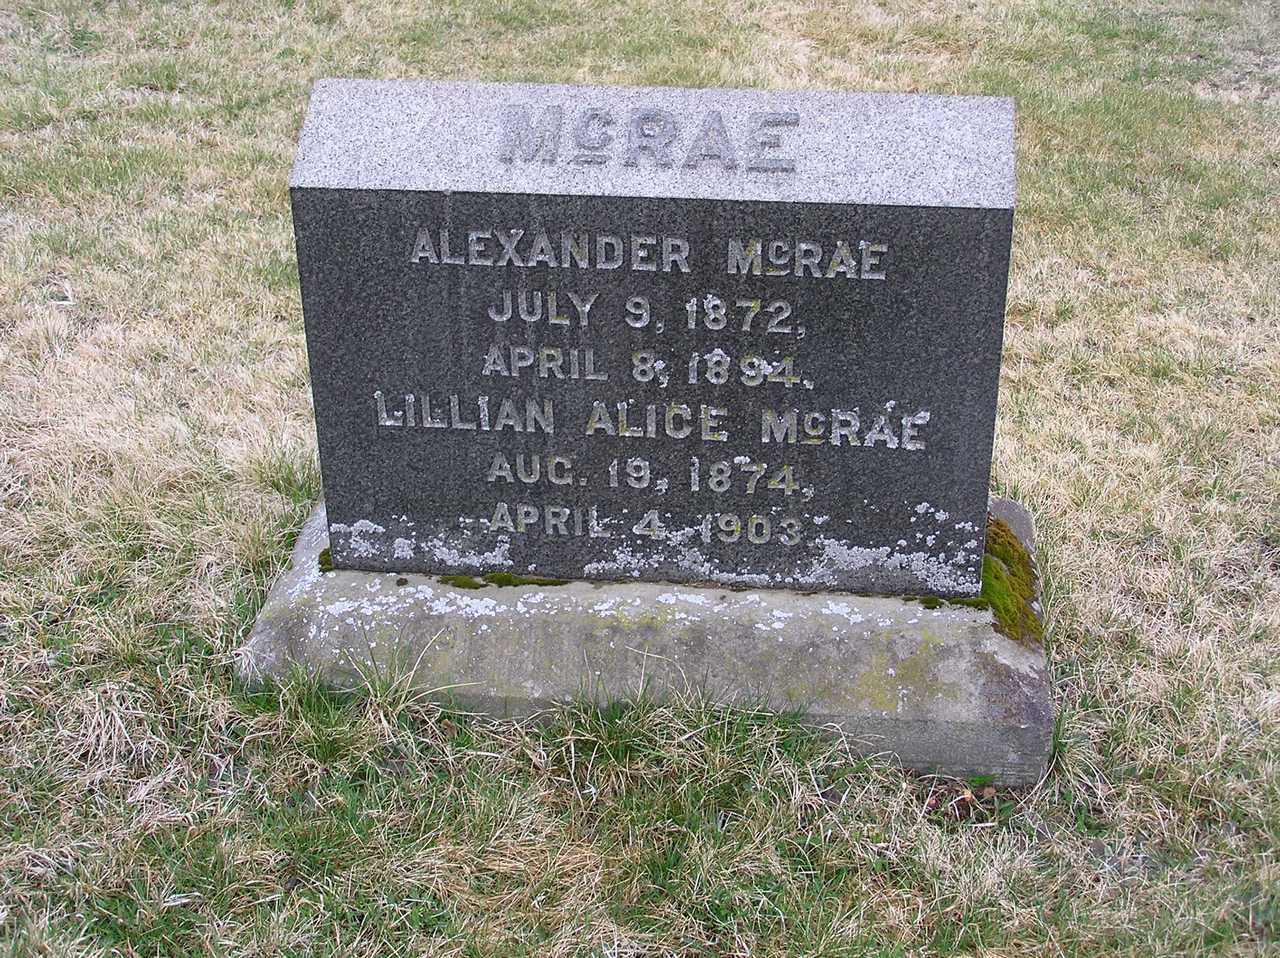 McRAE
ALEXANDER McRAE
JULY 9, 1872,
APRIL 8, 1894.
LILLIAN ALICE McRAE
AUG. 19, 1874,
APRIL 4, 1903.